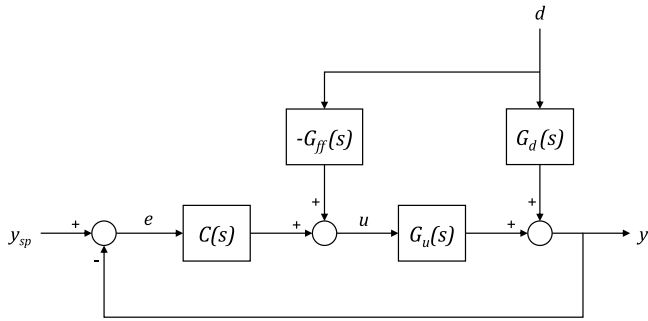 d
-G_ff(s)
G_d(s)
+
+
y_sp
+
e
C(s)
+
u
G_u(s)
+
y
-